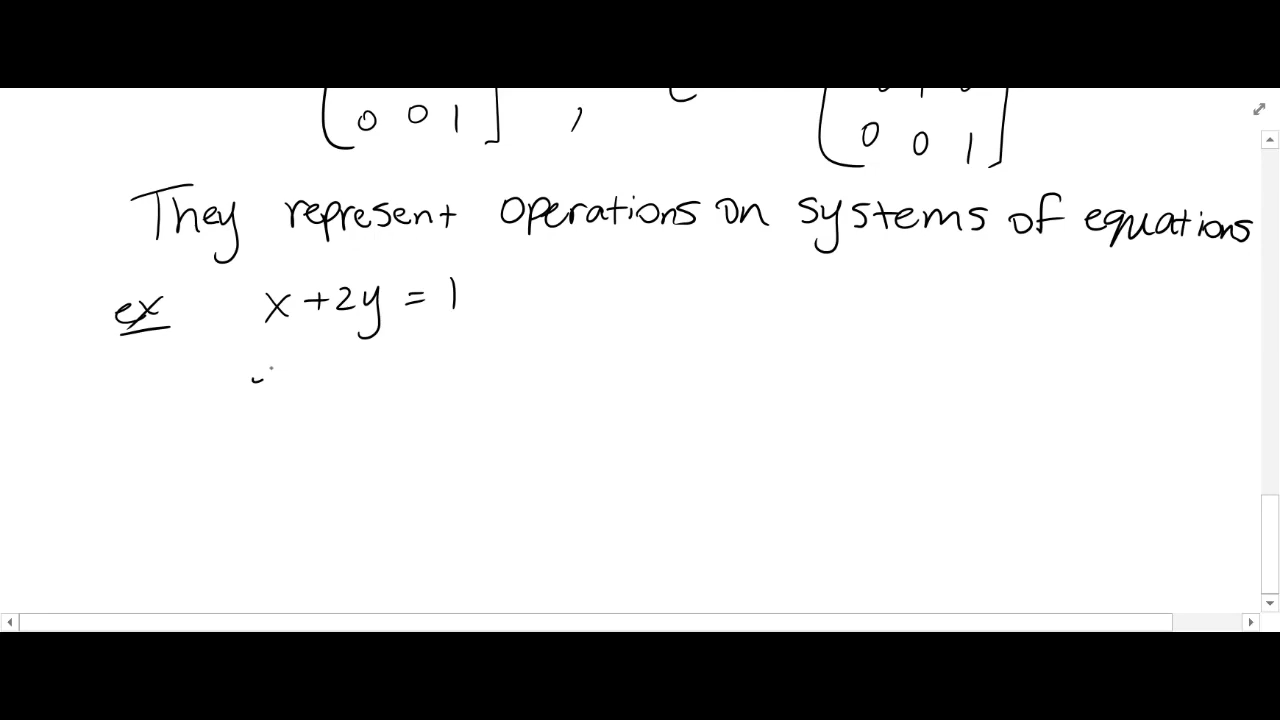 0 0 1 ,
0 0 1
They represent operations on systems of equations
ex x + 2y = 1